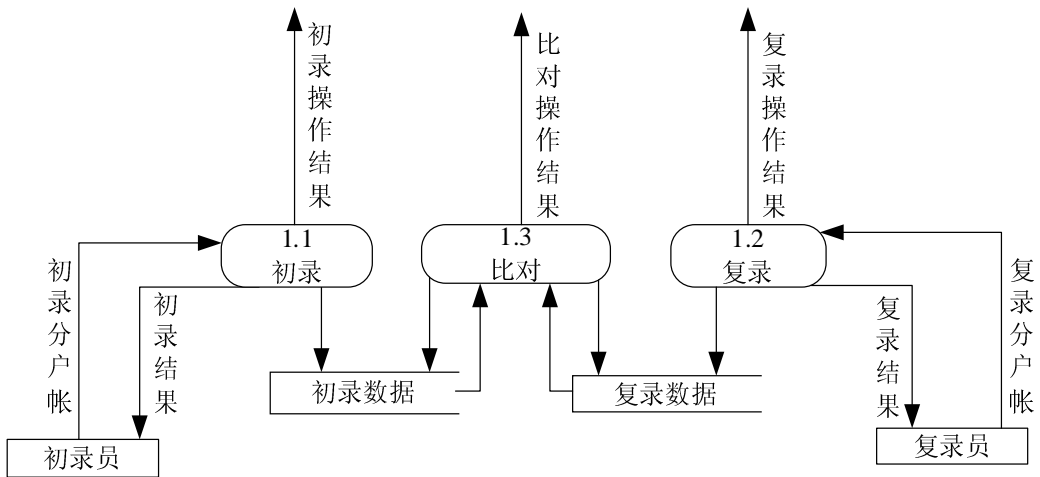 初录操作结果
比对操作结果
复录操作结果
1.1
初录
1.3
比对
1.2
复录
初录分户帐
初录结果
复录结果
复录分户帐
初录数据
复录数据
初录员
复录员